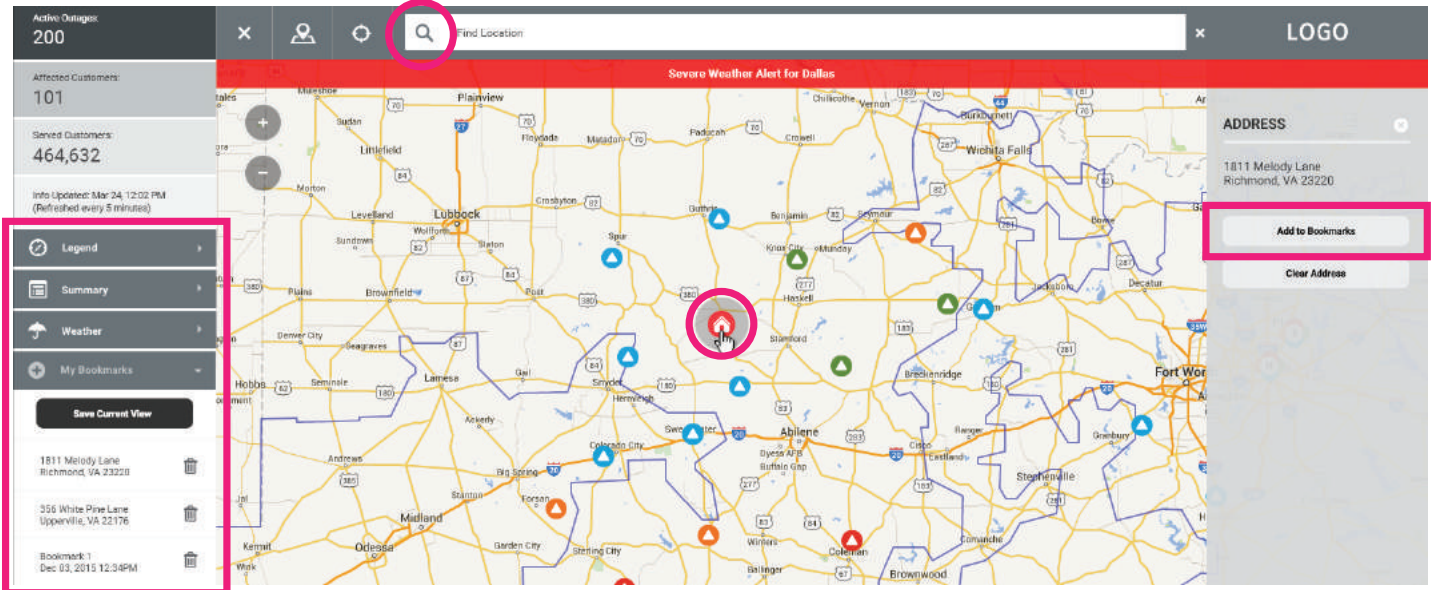 Active Outages:
200
Find Location
LOGO
Affected Customers:
101
Served Customers:
464,632
Info Updated: Mar 24, 12:02 PM
(Refreshed every 5 minutes)
Legend
Summary
Weather
My Bookmarks
Save Current View
1811 Melody Lane
Richmond, VA 23220
356 White Pine Lane
Upperville, VA 22176
Bookmark 1
Dec 03, 2015 12:34PM
Severe Weather Alert for Dallas
Muleshoe
Plainview
Chillicothe
Vernon
Burkburnett
Sudan
Floydada
Matador
Paducah
Crowell
Littlefield
Wichita Falls
Morton
Crosbyton
Guthrie
Benjamin
Seymour
Levelland
Lubbock
Wolfforth
Spur
Sundown
Slaton
Knox City
Munday
Bowie
Plains
Brownfield
Post
Haskell
Jacksboro
Decatur
Graham
Denver City
Seagraves
Stamford
Hobbs
Seminole
Lamesa
Gail
Snyder
Hermleigh
Breckenridge
Fort Wor
Ackerly
Sweetwater
Abilene
Ranger
Granbury
Colorado City
Dyess AFB
Cisco
Eastland
Andrews
Big Spring
Buffalo Gap
Stephenville
Jal
Stanton
Forsan
Midland
Kermit
Odessa
Garden City
Sterling City
Winters
Coleman
Comanche
Wink
Ballinger
Brownwood
ADDRESS
1811 Melody Lane
Richmond, VA 23220
Add to Bookmarks
Clear Address